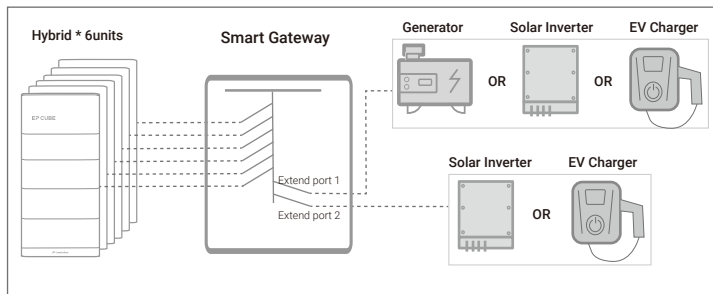 Hybrid * 6units
Smart Gateway
Generator
Solar Inverter
EV Charger
OR
OR
EP CUBE
Extend port 1
Extend port 2
Solar Inverter
EV Charger
OR